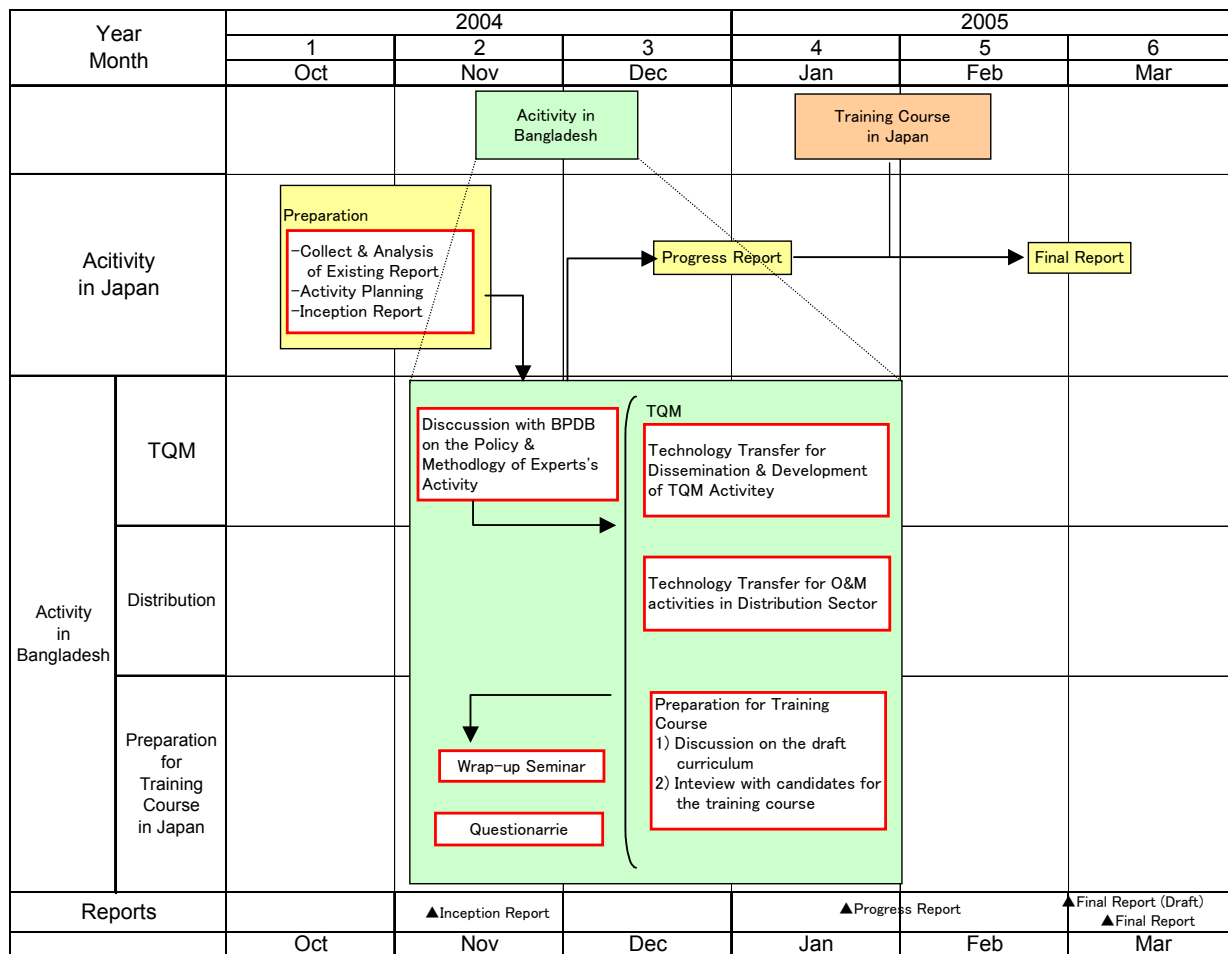 Year
Month
2004
2005
1
2
3
4
5
6
Oct
Nov
Dec
Jan
Feb
Mar
Acitivity in
Bangladesh
Training Course
in Japan
Acitivity
in Japan
Preparation
-Collect & Analysis
of Existing Report
-Activity Planning
-Inception Report
Progress Report
Final Report
Activity
in
Bangladesh
TQM
Disccussion with BPDB
on the Policy &
Methodlogy of Experts's
Activity
TQM
Technology Transfer for
Dissemination & Development
of TQM Activitey
Distribution
Technology Transfer for O&M
activities in Distribution Sector
Preparation
for
Training
Course
in Japan
Wrap-up Seminar
Questionarrie
Preparation for Training
Course
1) Discussion on the draft
curriculum
2) Inteview with candidates for
the training course
Reports
▲Inception Report
▲Progress Report
▲Final Report (Draft)
▲Final Report
Oct
Nov
Dec
Jan
Feb
Mar